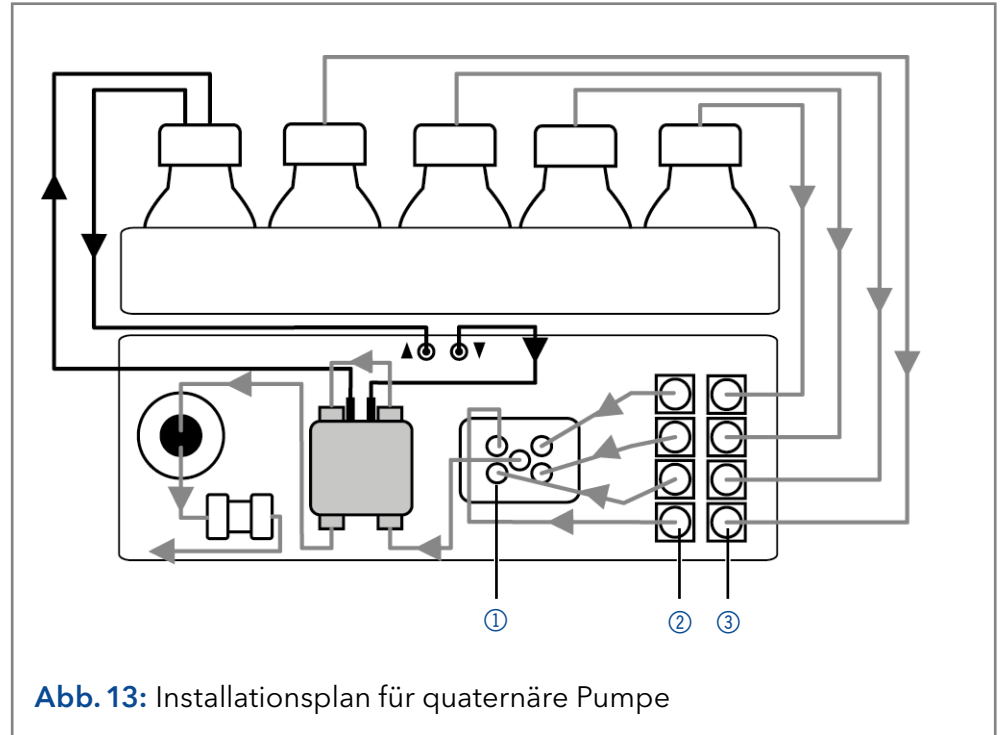 ①
②
③
Abb. 13: Installationsplan für quaternäre Pumpe